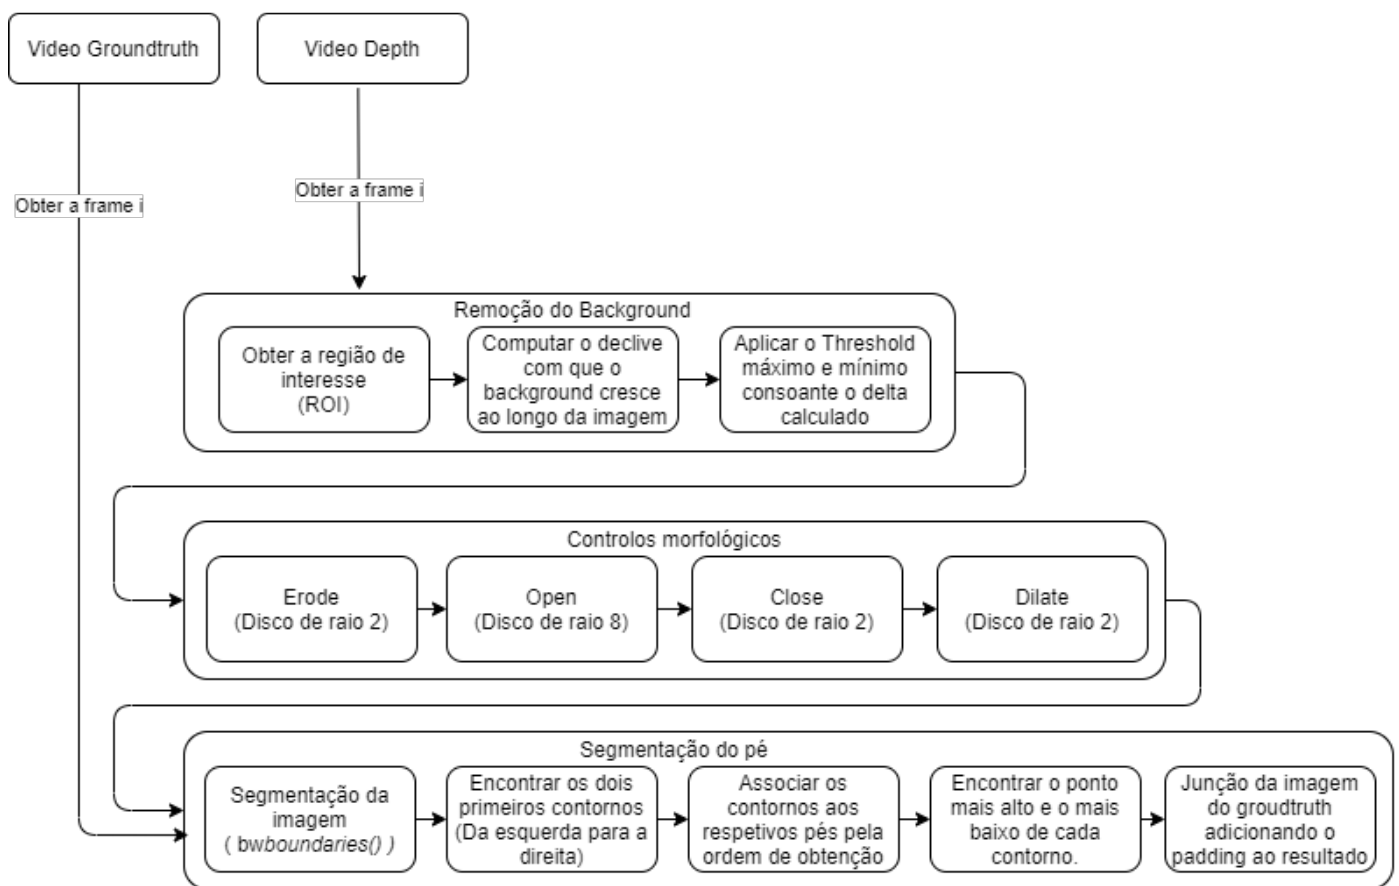 Video Groundtruth
Video Depth
Obter a frame i
Obter a frame i
Remoção do Background
Obter a região de
interesse
(ROI)
Computar o declive
com que o
background cresce
ao longo da imagem
Aplicar o Threshold
máximo e mínimo
consoante o delta
calculado
Controlos morfológicos
Erode
(Disco de raio 2)
Open
(Disco de raio 8)
Close
(Disco de raio 2)
Dilate
(Disco de raio 2)
Segmentação do pé
Segmentação da
imagem
( bwboundaries() )
Encontrar os dois
primeiros contornos
(Da esquerda para a
direita)
Associar os
contornos aos
respetivos pés pela
ordem de obtenção
Encontrar o ponto
mais alto e o mais
baixo de cada
contorno.
Junção da imagem
do groudtruth
adicionando o
padding ao resultado